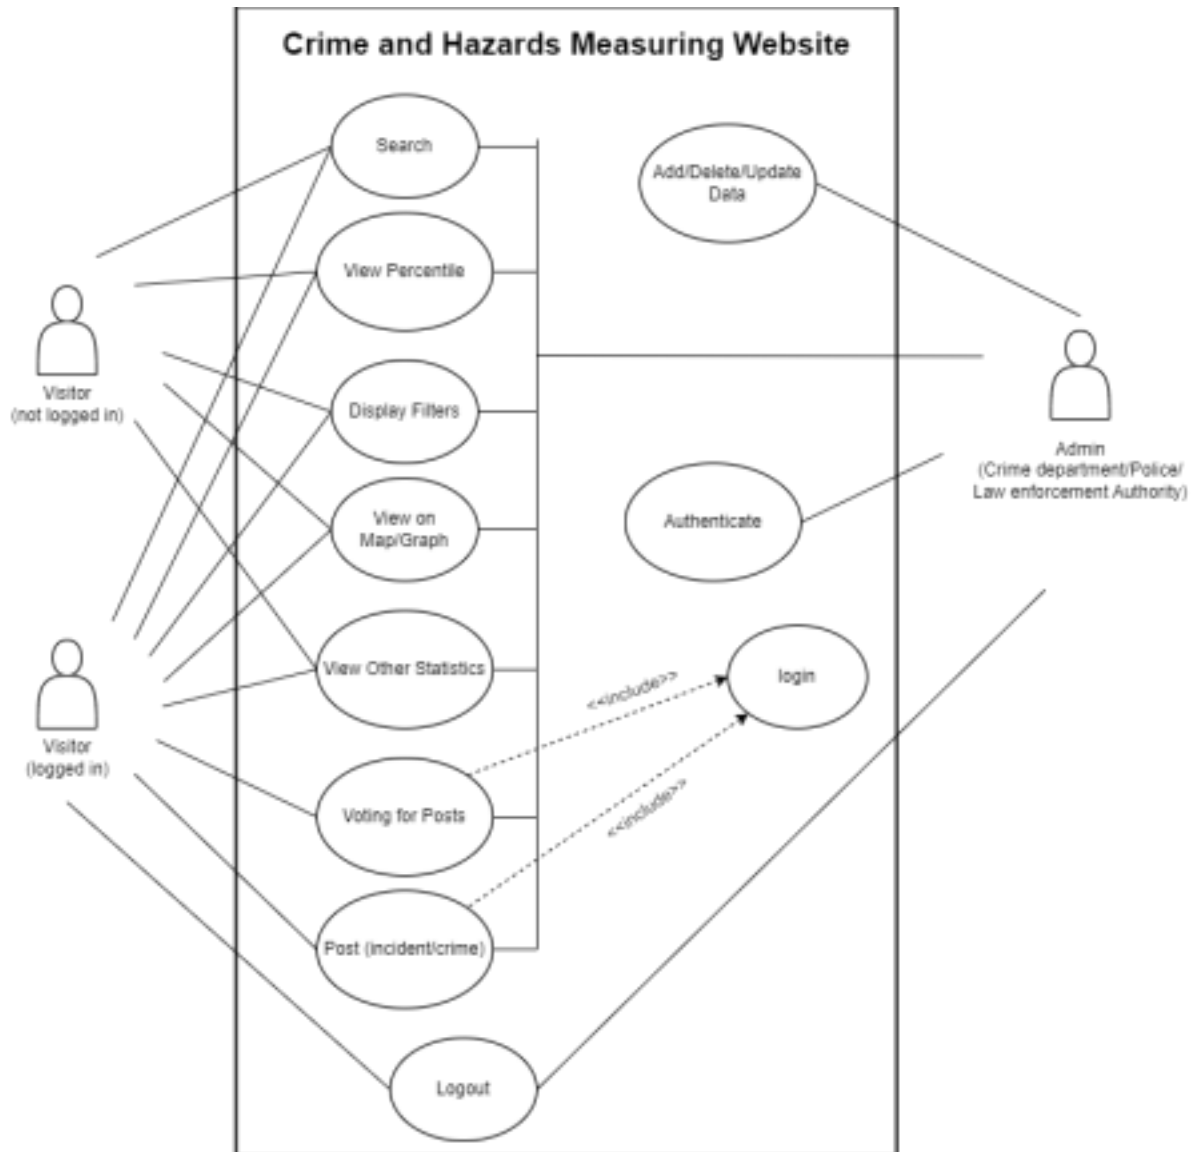 Crime and Hazards Measuring Website
Search
Add/Delete/Update
Data
View Percentile
Visitor
(not logged in)
Display Filters
Admin
(Crime department/Police/
Law enforcement Authority)
View on
Map/Graph
Authenticate
View Other Statistics
<<include>>
login
Visitor
(logged in)
Voting for Posts
<<include>>
Post (incident/crime)
Logout